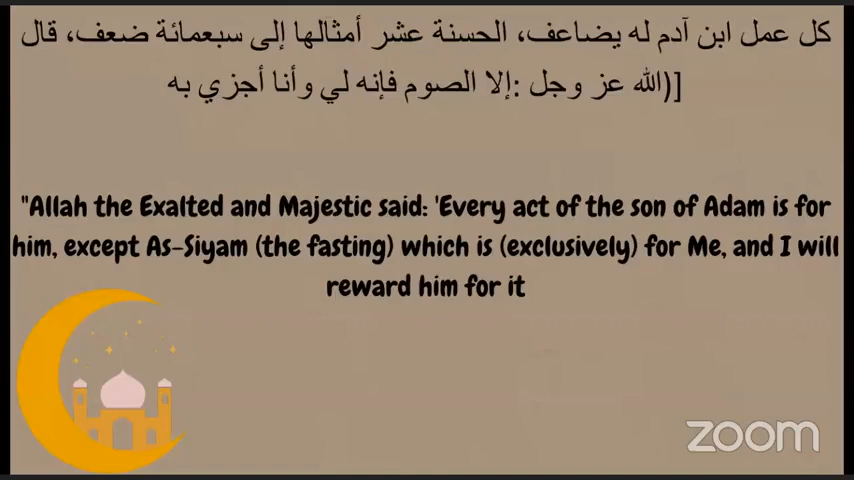 كل عمل ابن آدم له يضاعف، الحسنة عشر أمثالها إلى سبعمائة ضعف، قال
[(الله عز وجل :إلا الصوم فإنه لي وأنا أجزي به
"Allah the Exalted and Majestic said: 'Every act of the son of Adam is for
him, except As-Siyam (the fasting) which is (exclusively) for Me, and I will
reward him for it
zoom